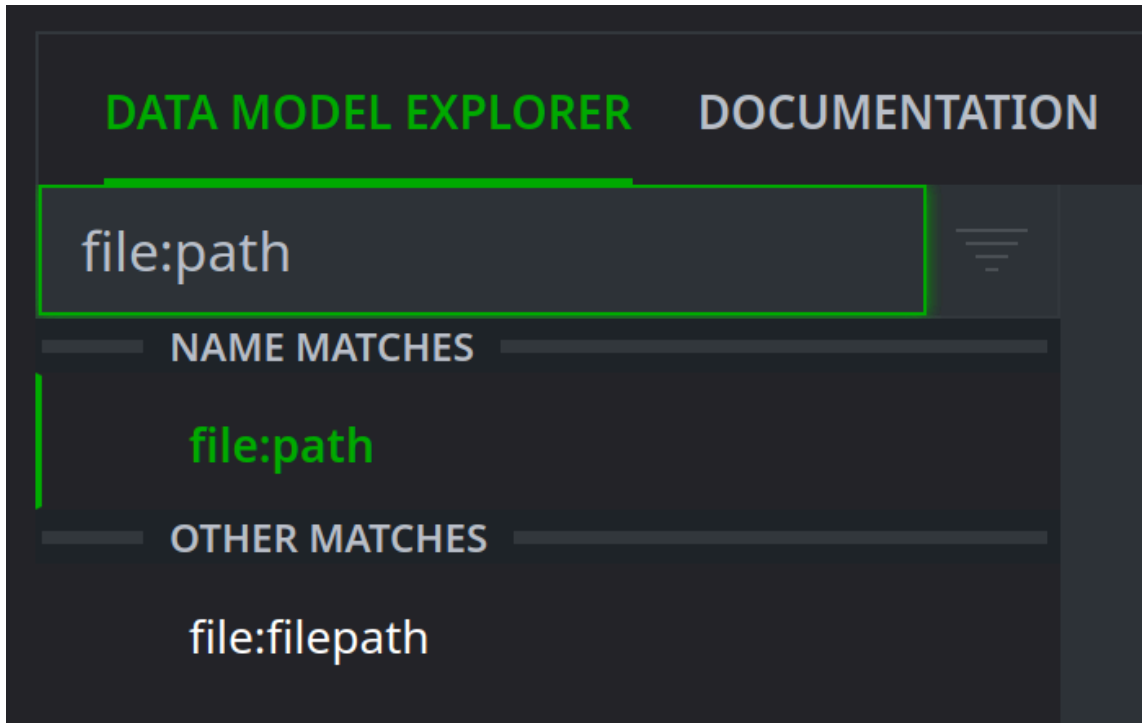 DATA MODEL EXPLORER DOCUMENTATION
file:path
NAME MATCHES
file:path
OTHER MATCHES
file:filepath